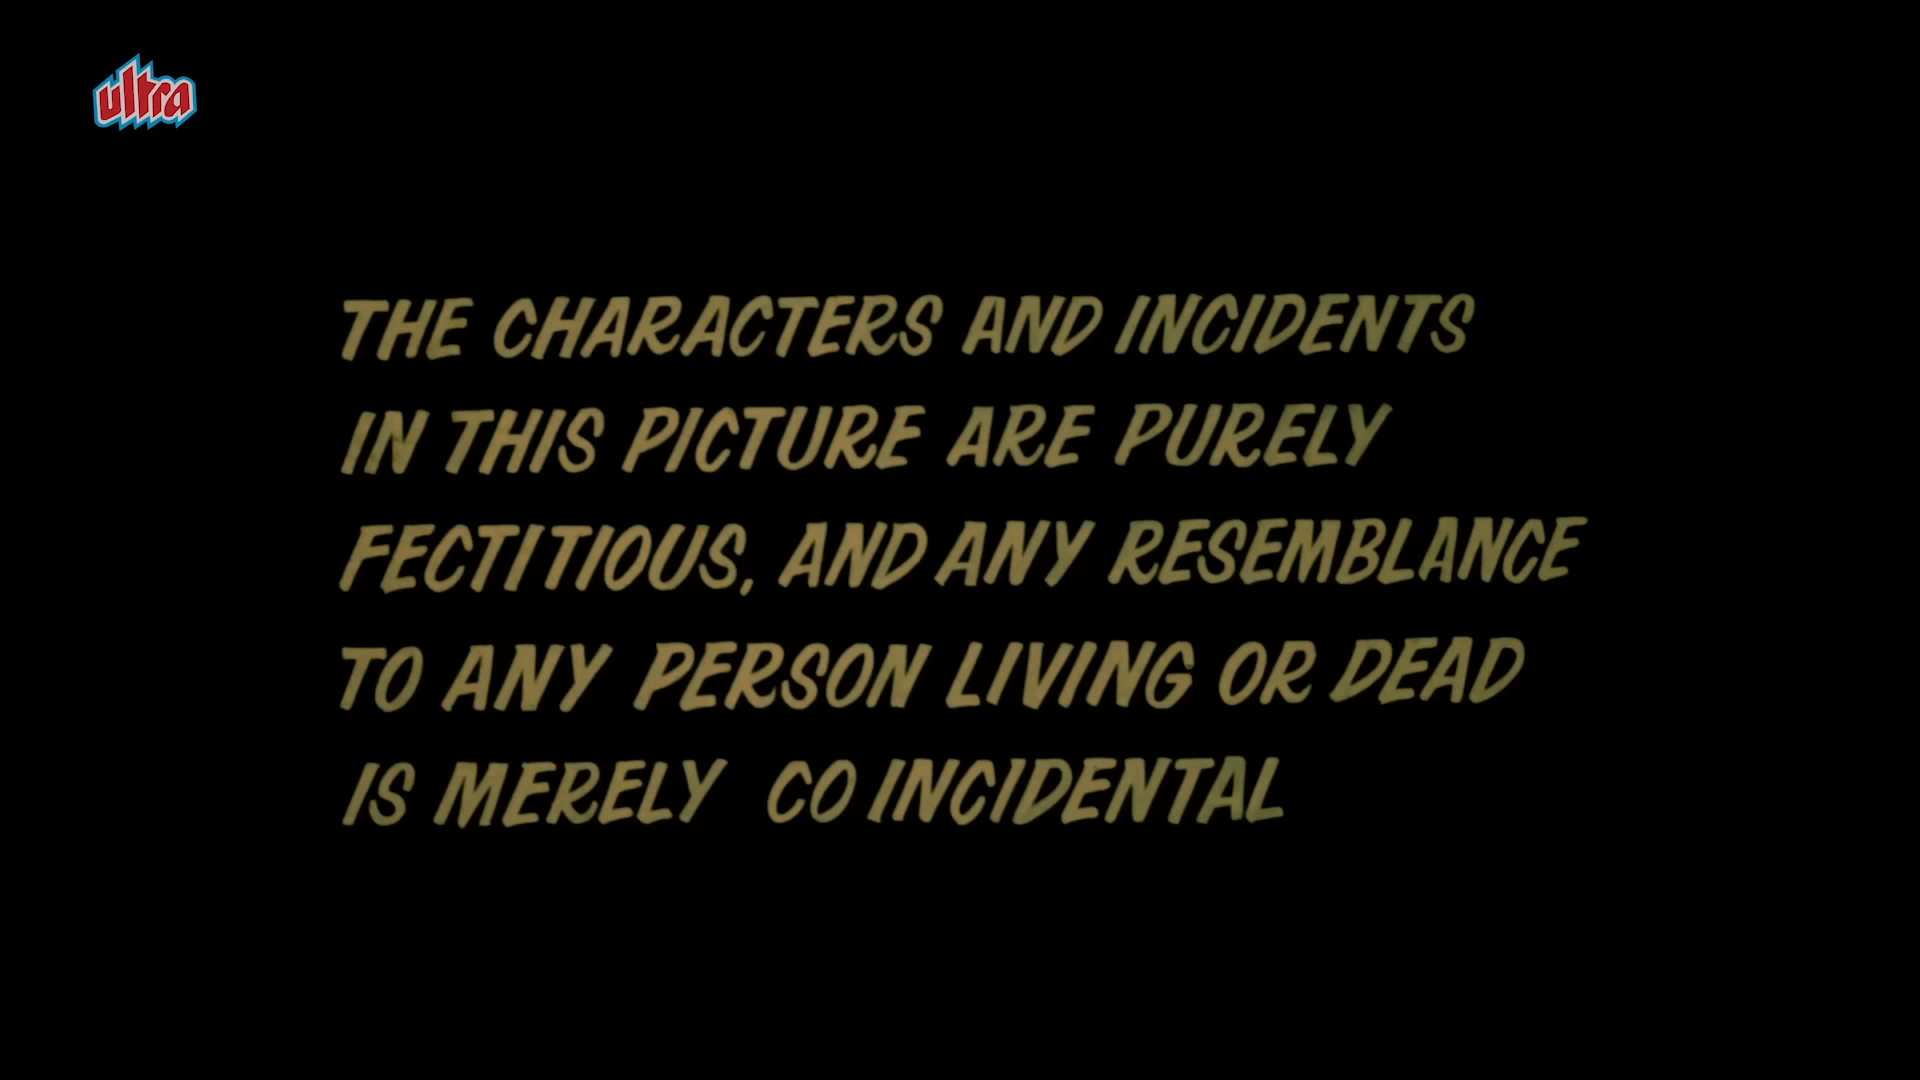 ultra
THE CHARACTERS AND INCIDENTS
IN THIS PICTURE ARE PURELY
FECTITIOUS, AND ANY RESEMBLANCE
TO ANY PERSON LIVING OR DEAD
IS MERELY CO INCIDENTAL